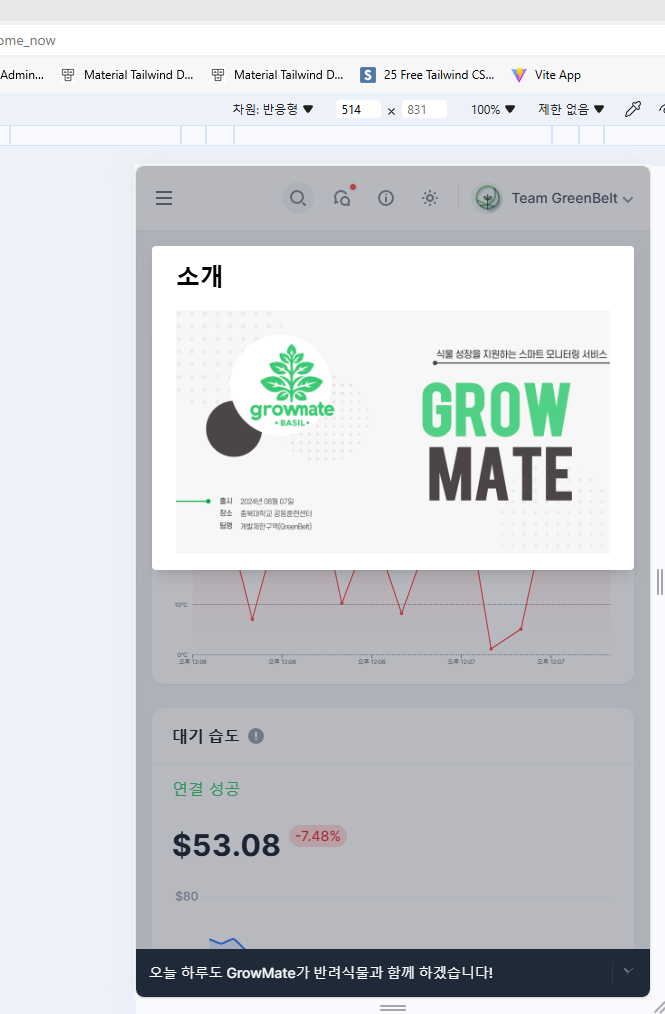 ome_now
Admin... Material Tailwind D... Material Tailwind D... S 25 Free Tailwind CS... Vite App
차원: 반응형 ▼ 514 × 831 100% ▼ 제한 없음 ▼
Team GreenBelt
소개
식물 성장을 지원하는 스마트 모니터링 서비스
growmate
• BASIL •
GROW
MATE
출시 2024년 08월 07일
장소 충북대학교 공동훈련센터
팀명 개발제한구역(GreenBelt)
10°C
0°C
오후 12:06 오후 12:06 오후 12:06 오후 12:07 오후 12:07
대기 습도
연결 성공
$53.08 -7.48%
$80
오늘 하루도 GrowMate가 반려식물과 함께 하겠습니다!